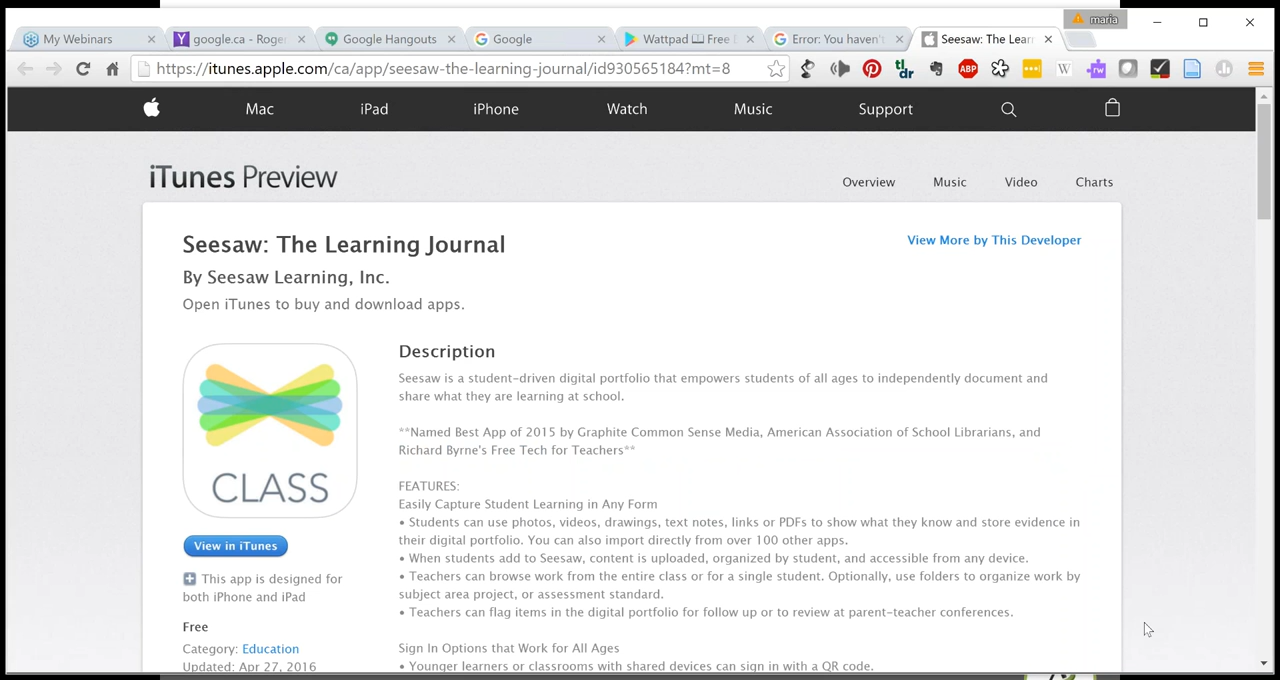 maria
My Webinars
google.ca - Roger
Google Hangouts
Google
Wattpad Free L
Error: You haven't
Seesaw: The Learn
https://itunes.apple.com/ca/app/seesaw-the-learning-journal/id930565184?mt=8
tl;dr
ABP
W
rw
Mac
iPad
iPhone
Watch
Music
Support
iTunes Preview
Overview
Music
Video
Charts
Seesaw: The Learning Journal
View More by This Developer
By Seesaw Learning, Inc.
Open iTunes to buy and download apps.
CLASS
View in iTunes
This app is designed for
both iPhone and iPad
Free
Category: Education
Updated: Apr 27, 2016
Description
Seesaw is a student-driven digital portfolio that empowers students of all ages to independently document and
share what they are learning at school.
**Named Best App of 2015 by Graphite Common Sense Media, American Association of School Librarians, and
Richard Byrne's Free Tech for Teachers**
FEATURES:
Easily Capture Student Learning in Any Form
• Students can use photos, videos, drawings, text notes, links or PDFs to show what they know and store evidence in
their digital portfolio. You can also import directly from over 100 other apps.
• When students add to Seesaw, content is uploaded, organized by student, and accessible from any device.
• Teachers can browse work from the entire class or for a single student. Optionally, use folders to organize work by
subject area project, or assessment standard.
• Teachers can flag items in the digital portfolio for follow up or to review at parent-teacher conferences.
Sign In Options that Work for All Ages
• Younger learners or classrooms with shared devices can sign in with a QR code.